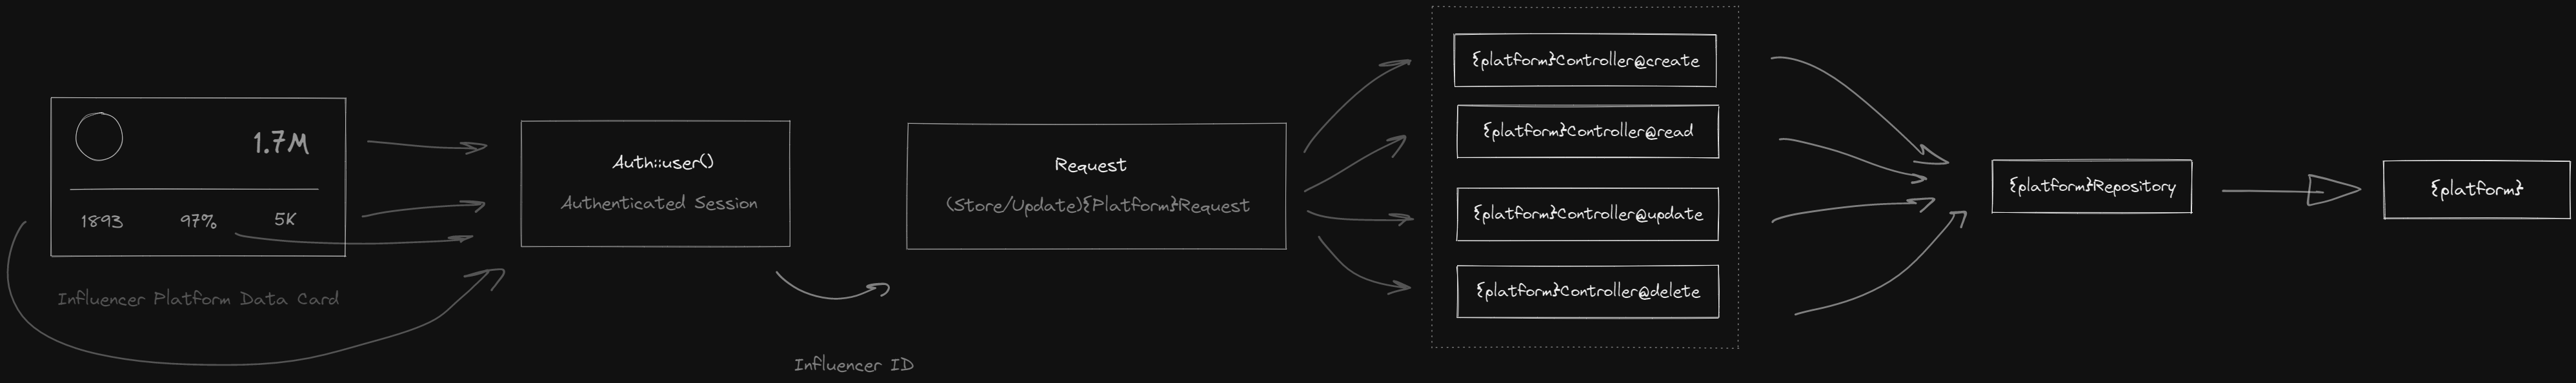 1.7M
1893 97% 5K
Influencer Platform Data Card
Auth::user()
Authenticated Session
Influencer ID
Request
(Store/Update){Platform}Request
{platform}Controller@create
{platform}Controller@read
{platform}Controller@update
{platform}Controller@delete
{platform}Repository
{platform}